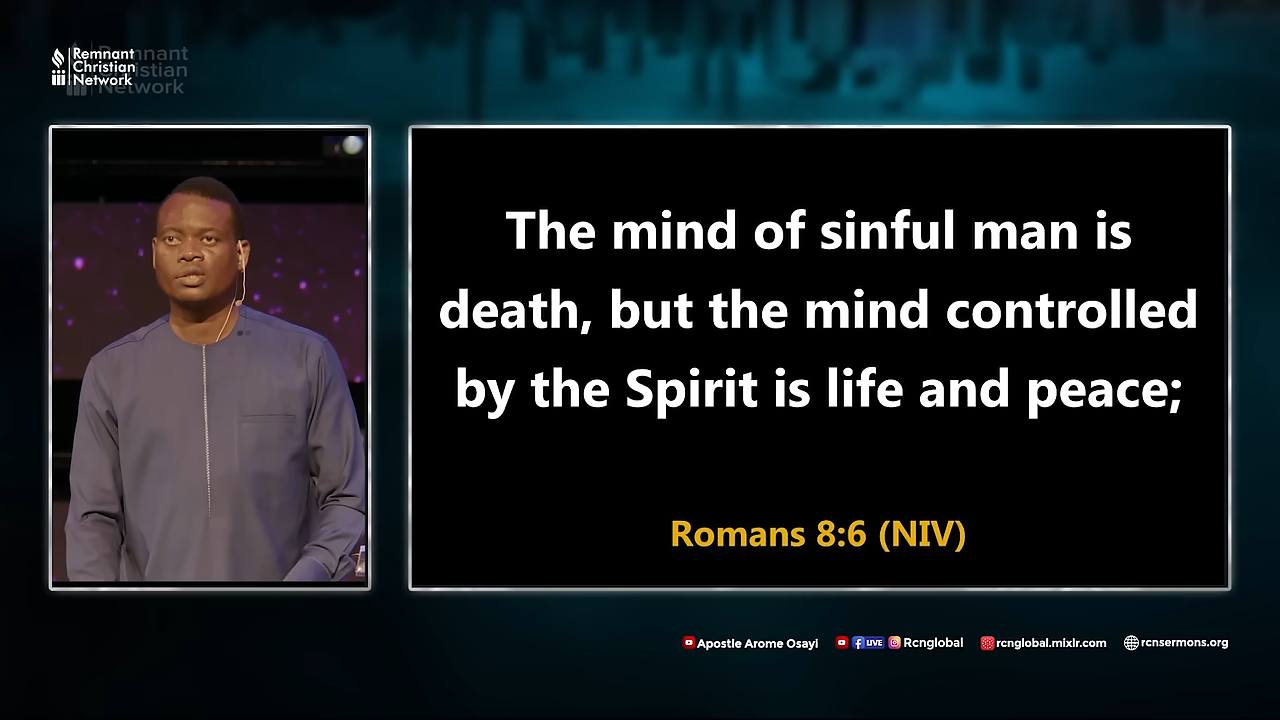 Remnant
Christian
Network
The mind of sinful man is
death, but the mind controlled
by the Spirit is life and peace;
Romans 8:6 (NIV)
Apostle Arome Osayi
LIVE
Rcnglobal
rcnglobal.mixlr.com
rcnsermons.org